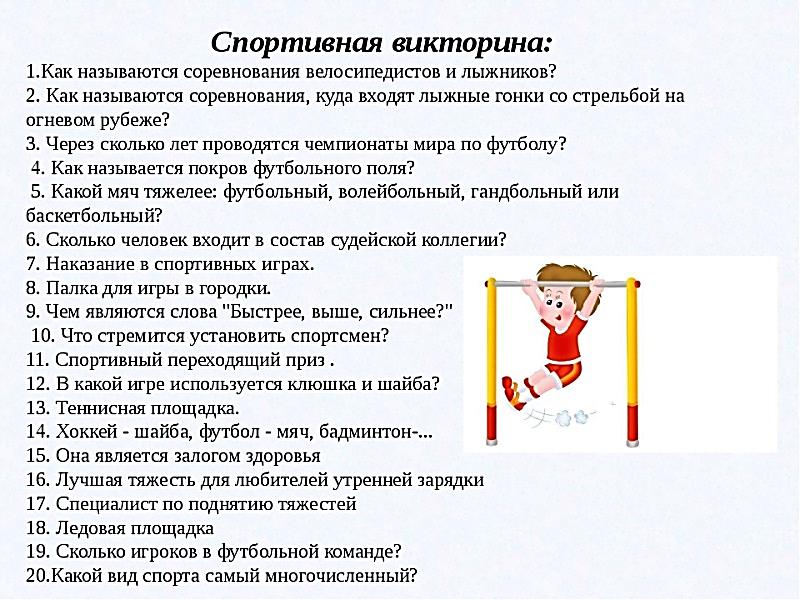 Спортивная викторина:
1.Как называются соревнования велосипедистов и лыжников?
2. Как называются соревнования, куда входят лыжные гонки со стрельбой на
огневом рубеже?
3. Через сколько лет проводятся чемпионаты мира по футболу?
4. Как называется покров футбольного поля?
5. Какой мяч тяжелее: футбольный, волейбольный, гандбольный или
баскетбольный?
6. Сколько человек входит в состав судейской коллегии?
7. Наказание в спортивных играх.
8. Палка для игры в городки.
9. Чем являются слова "Быстрее, выше, сильнее?"
10. Что стремится установить спортсмен?
11. Спортивный переходящий приз .
12. В какой игре используется клюшка и шайба?
13. Теннисная площадка.
14. Хоккей - шайба, футбол - мяч, бадминтон-...
15. Она является залогом здоровья
16. Лучшая тяжесть для любителей утренней зарядки
17. Специалист по поднятию тяжестей
18. Ледовая площадка
19. Сколько игроков в футбольной команде?
20.Какой вид спорта самый многочисленный?